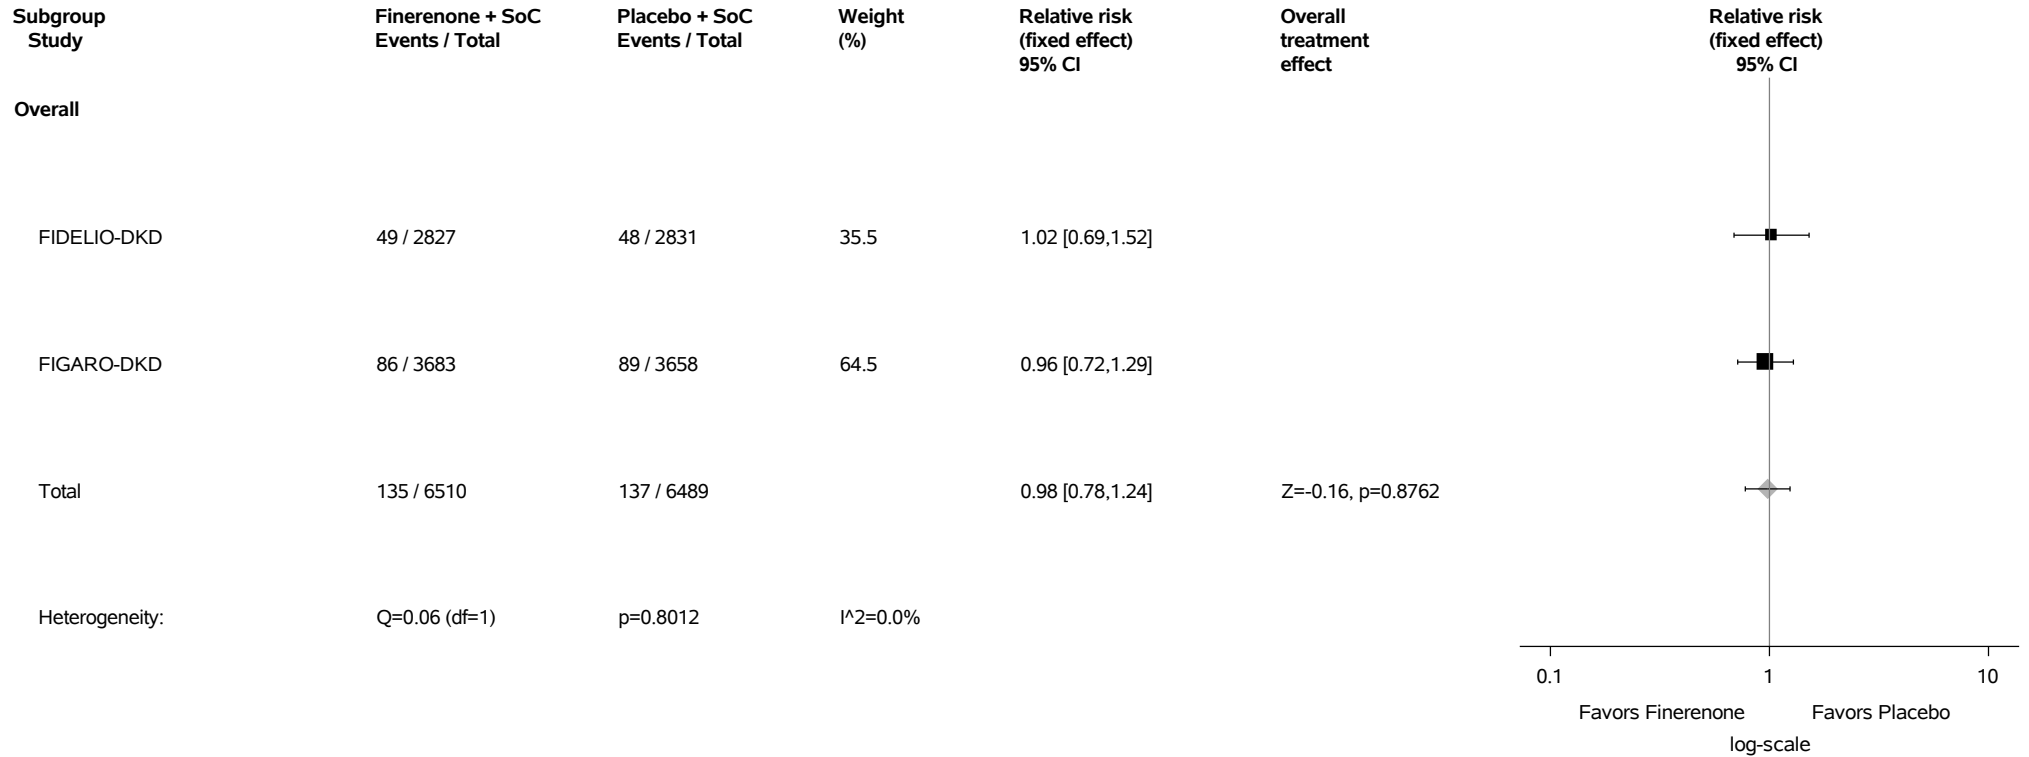 Subgroup Finerenone + SoC Placebo + SoC Weight Relative risk Overall Relative risk
Study Events / Total Events / Total (%) (fixed effect) treatment (fixed effect)
95% CI effect 95% CI
Overall
FIDELIO-DKD 49 / 2827 48 / 2831 35.5 1.02 [0.69,1.52]
FIGARO-DKD 86 / 3683 89 / 3658 64.5 0.96 [0.72,1.29]
Total 135 / 6510 137 / 6489 0.98 [0.78,1.24] Z=-0.16, p=0.8762
Heterogeneity: Q=0.06 (df=1) p=0.8012 I^2=0.0%
0.1 1 10
Favors Finerenone Favors Placebo
log-scale